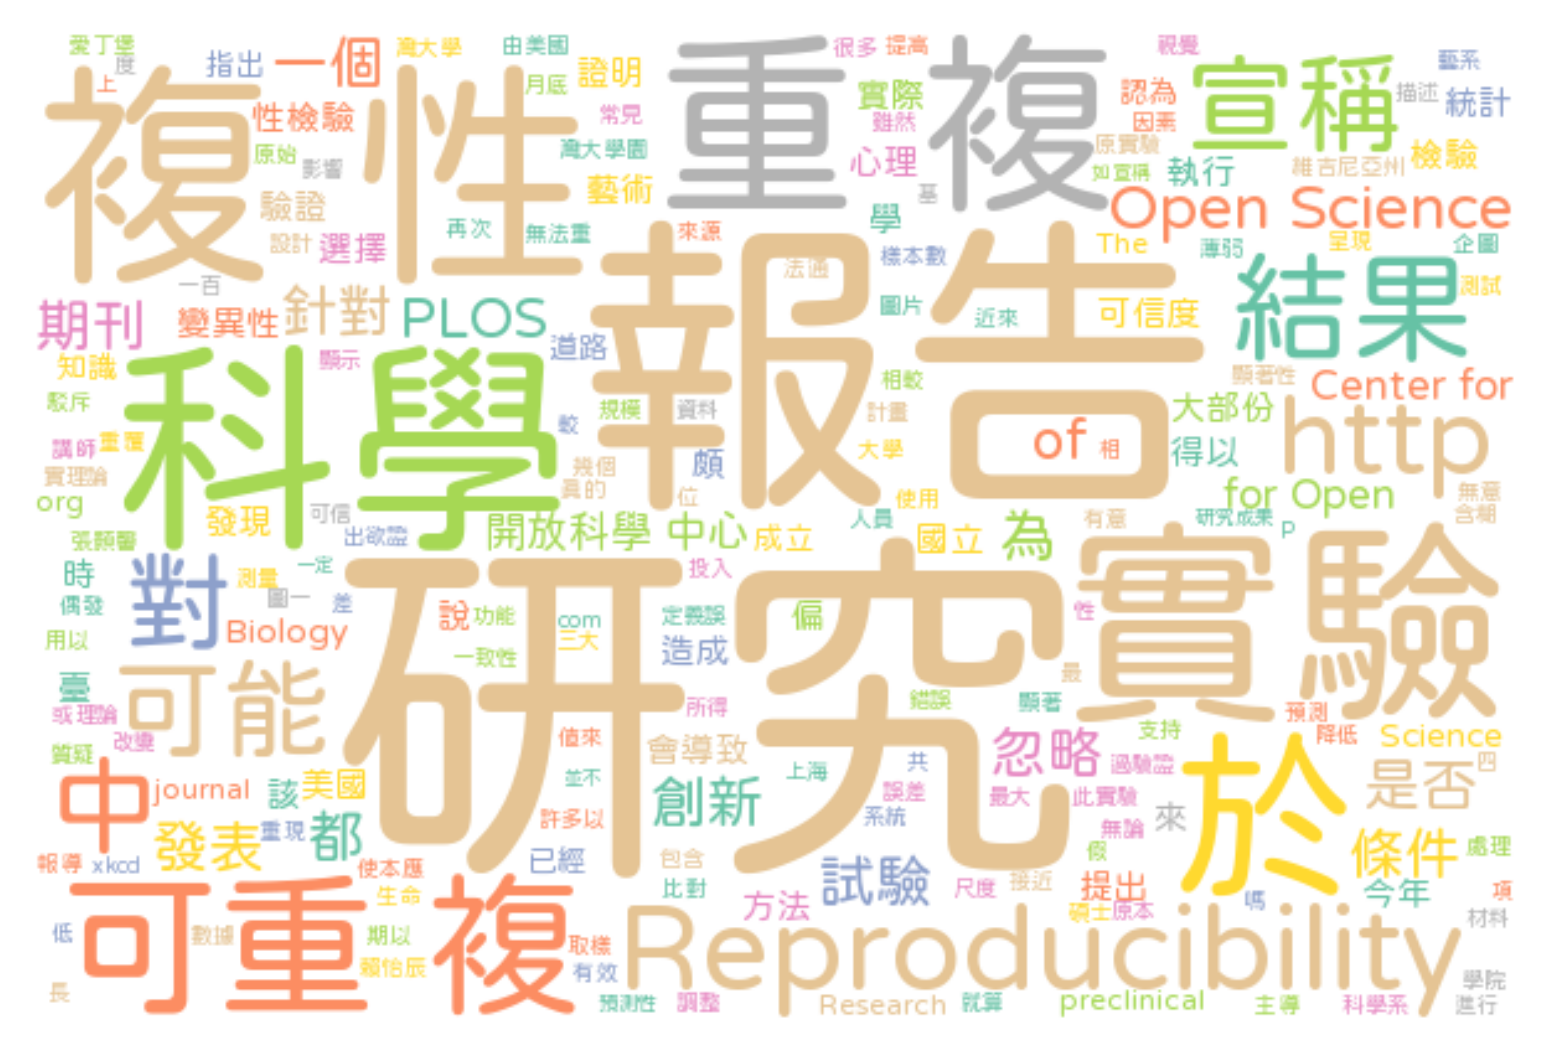 愛丁堡
度
上
指出
一個
灣大學
由美國
月底
證明
重複
很多
提高
視覺
宣稱
藝系
描述
統計
複性
性檢驗
原始
影響
常見
灣大學園
實際
雖然
心理
認為
因素
原實驗
如宣稱
執行
維吉尼亞州
檢驗
驗證
設計
選擇
再次
無法重
藝術
來源
學
基
Open Science
The
薄弱
呈現
企圖
一百
報告
法通
樣本數
圖片
近來
可信度
結果
測試
期刊
變異性
針對
PLOS
道路
知識
顯示
駁斥
科學
規模
資料
較
相較
計畫
大學
顯著性
Center for
大部份
http
講師
重覆
實理論
幾個
真的
頗
位
of
相
得以
for Open
無意
含糊
org
發現
可信
張顥馨
出欲證
開放科學 中心
成立
使用
人員
國立
為
有意
研究成果
P
時
對
測量
一定
圖一
差
偶發
用以
Biology
研究
投入
說
功能
com
三大
定義誤
偏
造成
一致性
性
最
實驗
臺
可能
或理論
改變
質疑
所得
錯誤
顯著
預測
降低
支持
Science
值來
會導致
忽略
過驗證
於
是否
四
中
journal
該
美國
並不
創新
上海
共
誤差
系統
最大
此實驗
無論
來
許多以
發表
重現
都
報導
xkcd
使本應
已經
包含
比對
試驗
尺度
接近
假
條件
處理
提出
今年
項
生命
可重複
方法
碩士
原本
嗎
材料
低
數據
期以
賴怡辰
取樣
有效
Reproducibility
長
預測性
調整
Research
就算
preclinical
主導
科學系
學院
進行